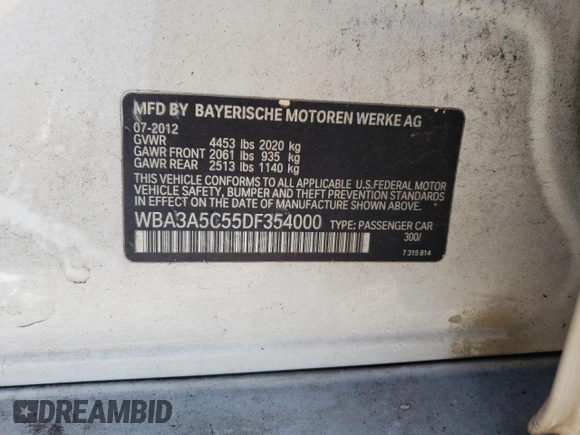 MFD BY BAYERISCHE MOTOREN WERKE AG
07-2012
GVWR 4453 lbs 2020 kg
GAWR FRONT 2061 lbs 935 kg
GAWR REAR 2513 lbs 1140 kg
THIS VEHICLE CONFORMS TO ALL APPLICABLE U.S.FEDERAL MOTOR
VEHICLE SAFETY, BUMPER AND THEFT PREVENTION STANDARDS
IN EFFECT ON THE DATE OF MANUFACTURE SHOWN ABOVE.
WBA3A5C55DF354000 TYPE: PASSENGER CAR
300/
7 315 814
DREAMBID